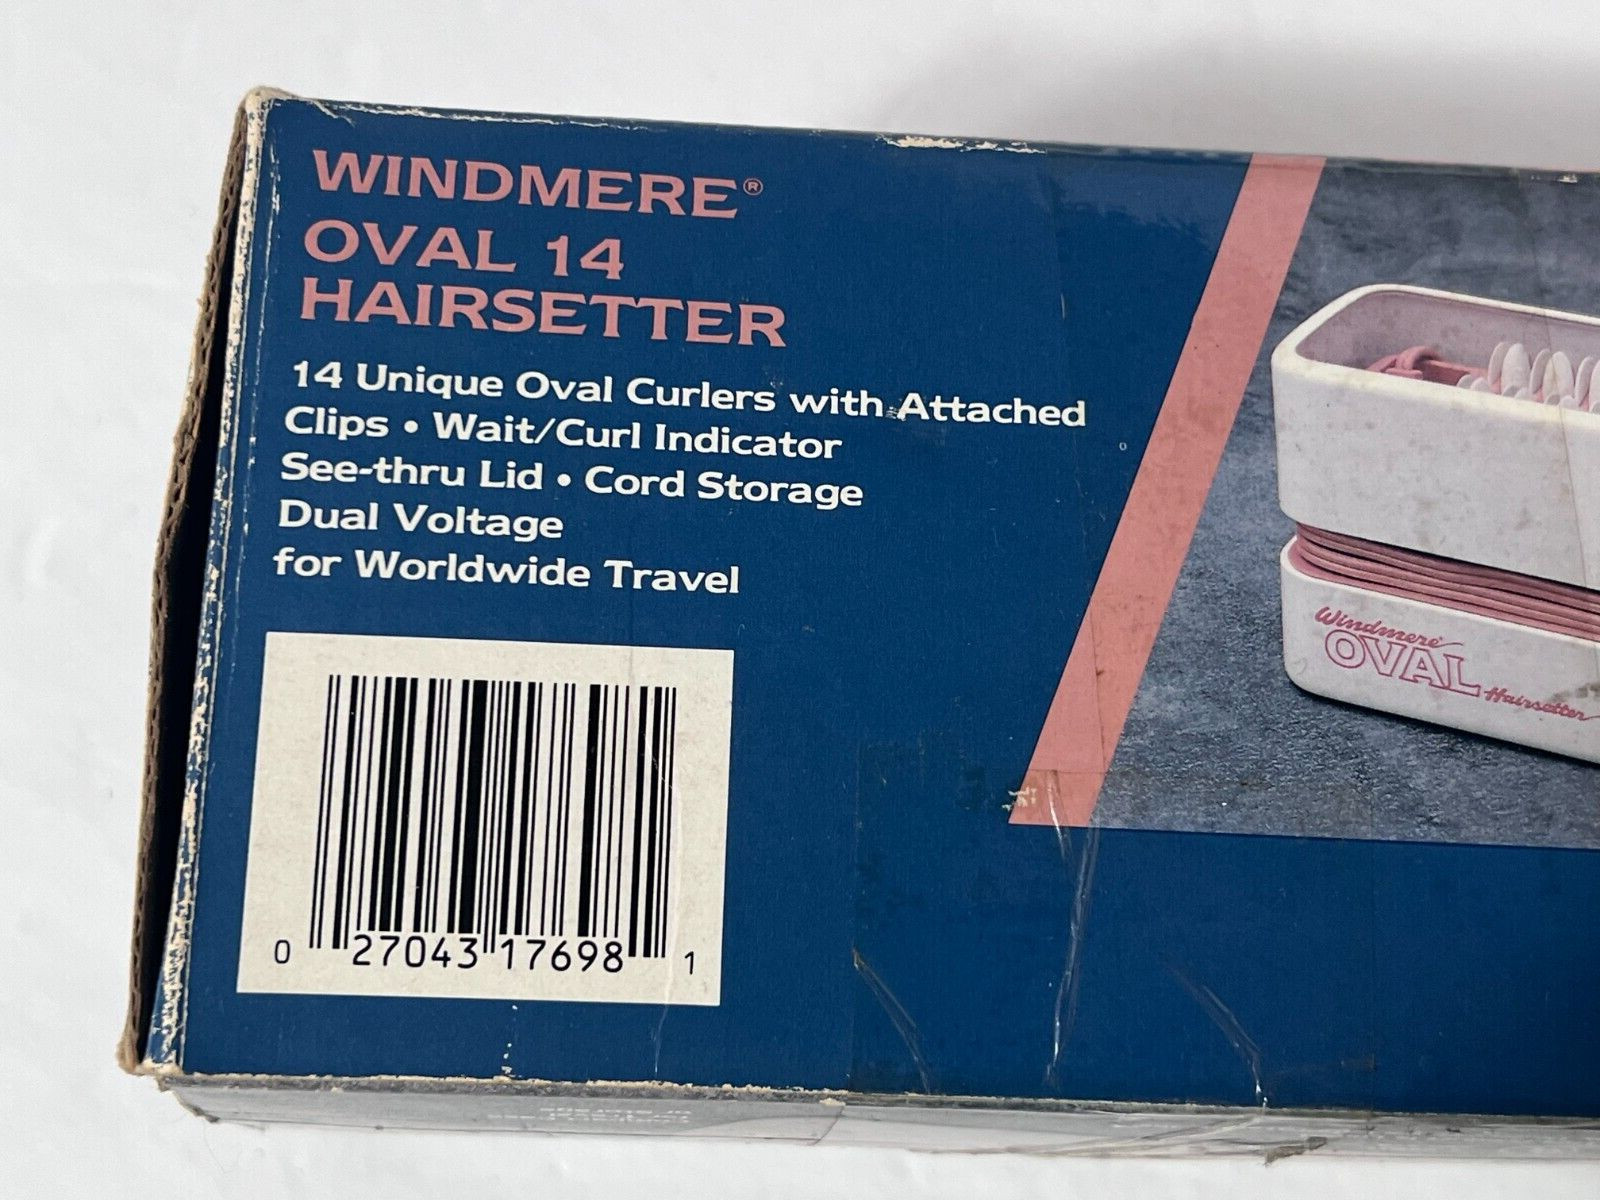 WINDMERE®
OVAL 14
HAIRSETTER
14 Unique Oval Curlers with Attached
Clips • Wait/Curl Indicator
See-thru Lid • Cord Storage
Dual Voltage
for Worldwide Travel
0 27043 17698 1
Windmere
OVAL
Hairsetter